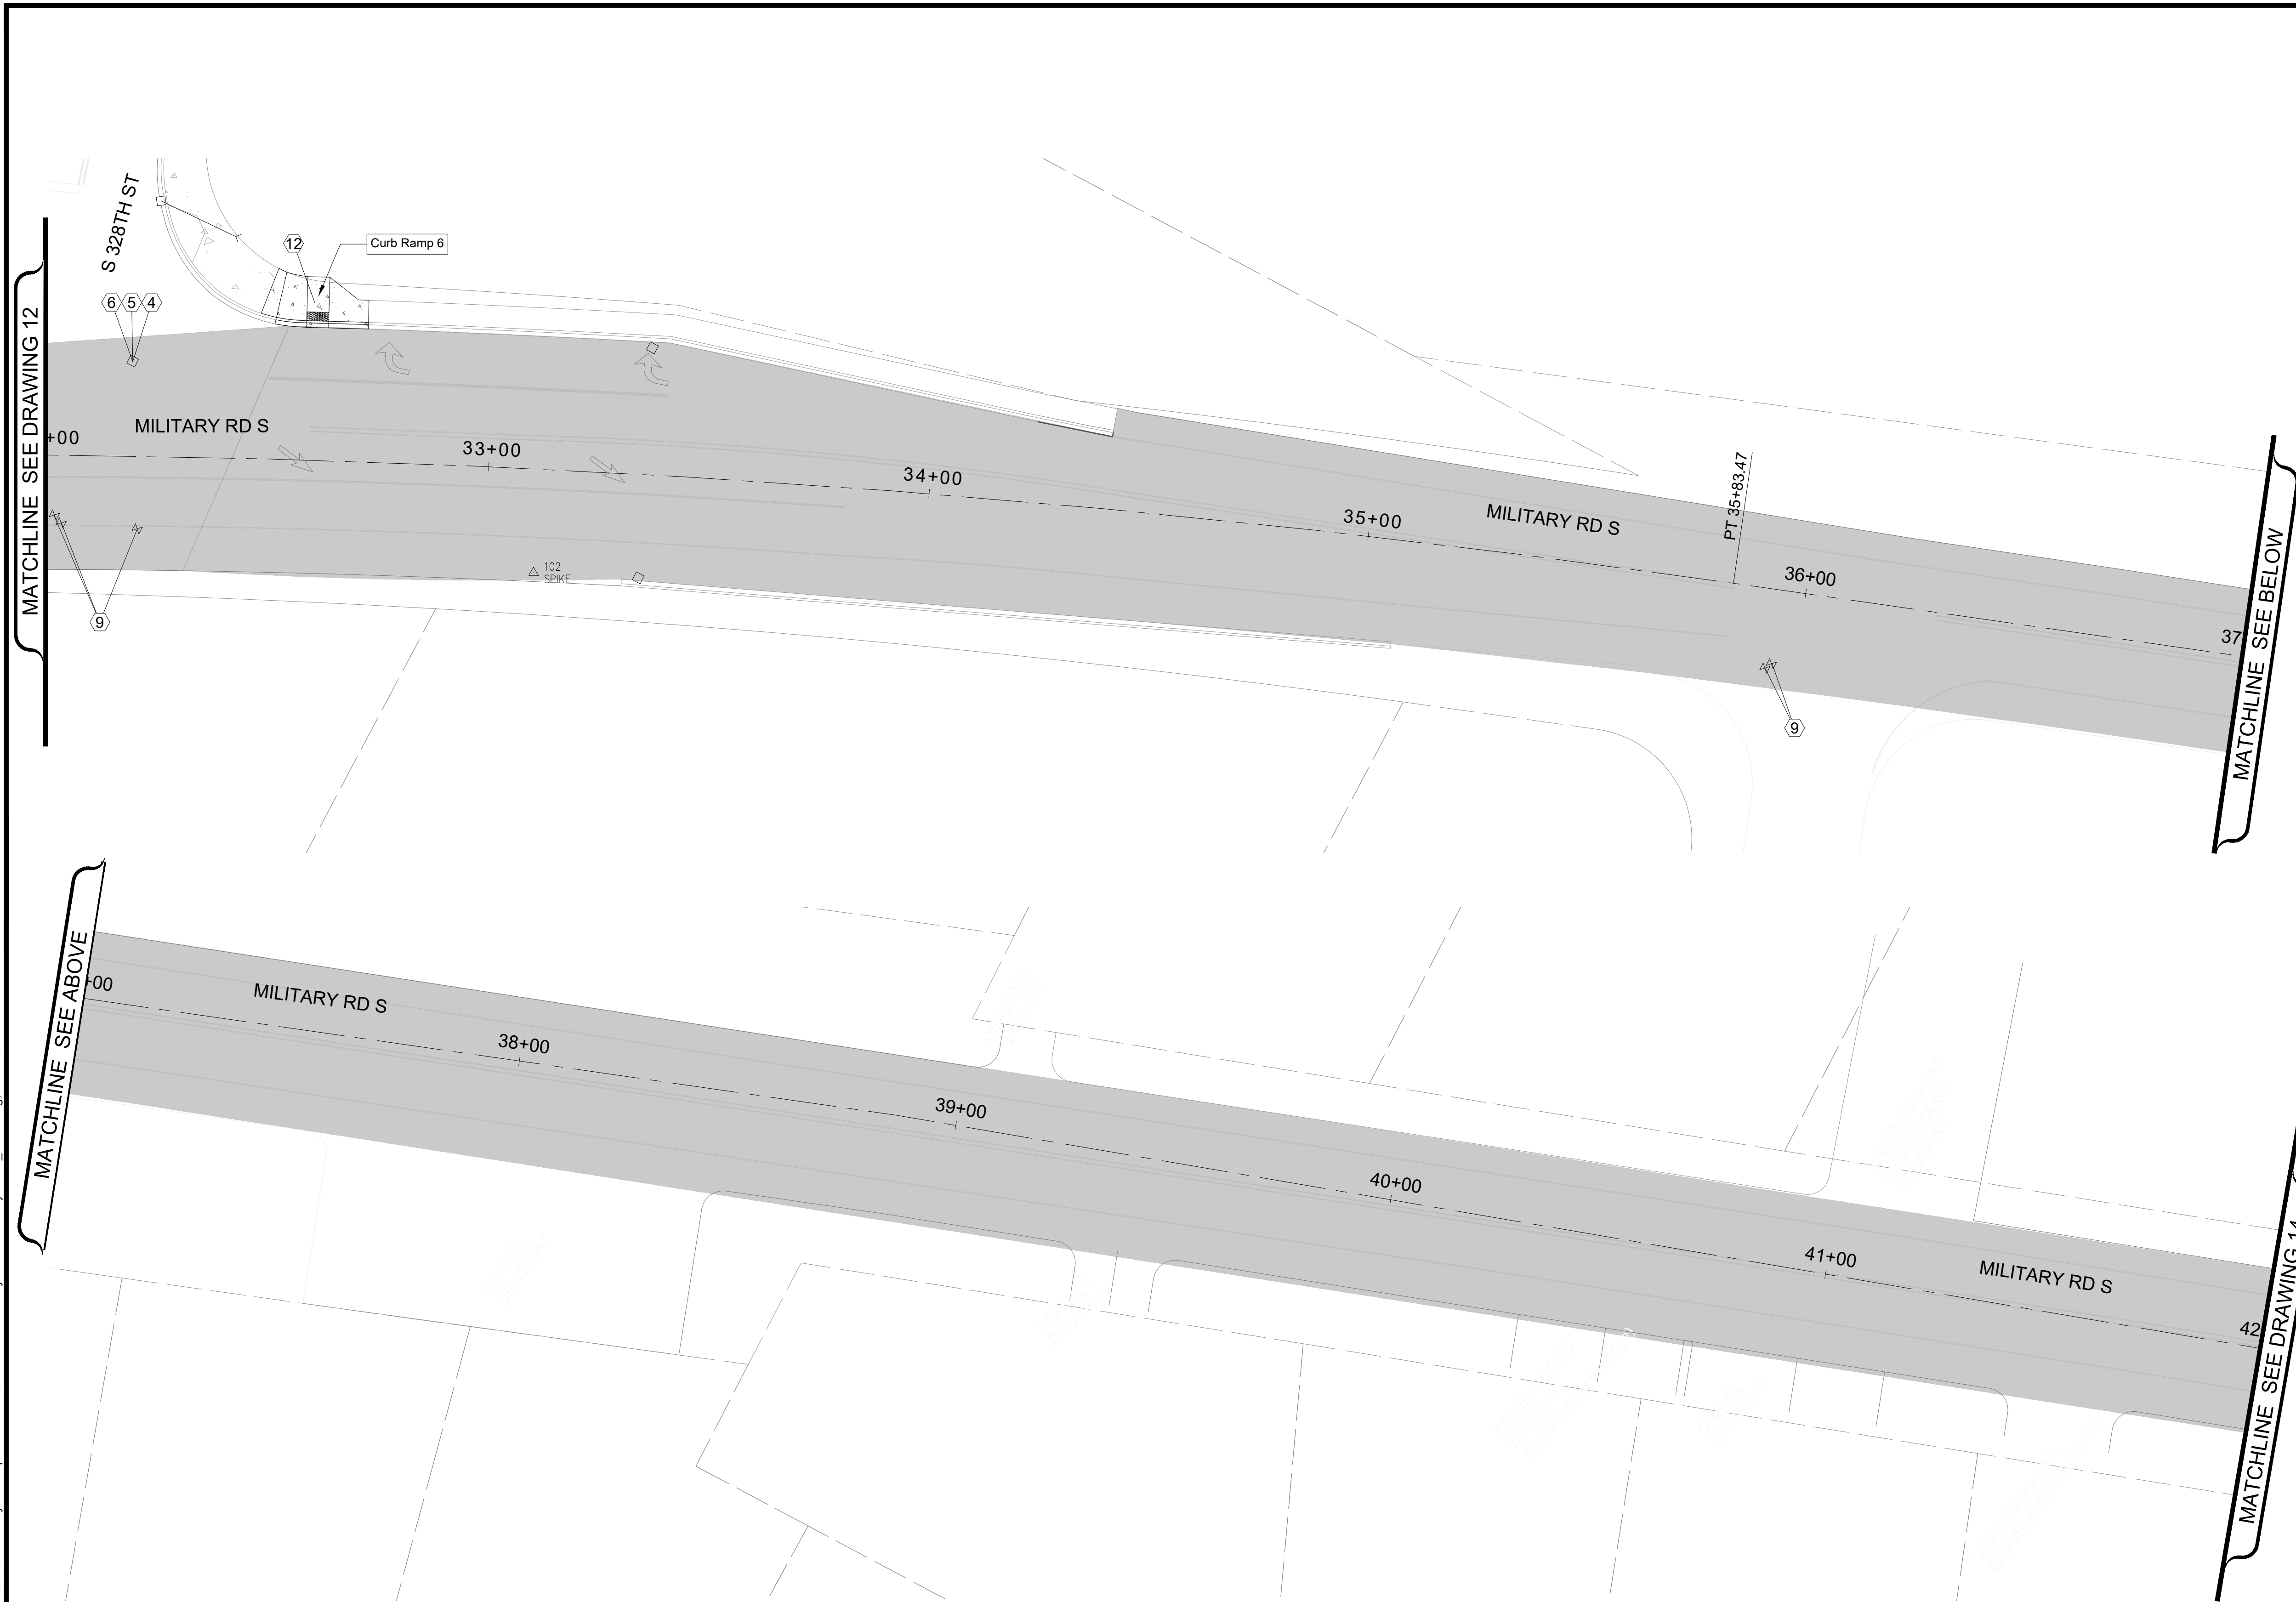 S 328TH ST
12
Curb Ramp 6
6
5
4
MATCHLINE SEE DRAWING 12
MILITARY RD S
+00
33+00
34+00
35+00
MILITARY RD S
PT 35+83.47
36+00
37
MATCHLINE SEE BELOW
102
SPIKE
9
9
MATCHLINE SEE ABOVE
+00
MILITARY RD S
38+00
39+00
40+00
41+00
MILITARY RD S
42
MATCHLINE SEE DRAWING 14
GRAVEL
DRIVEWAY
DRIVEWAY